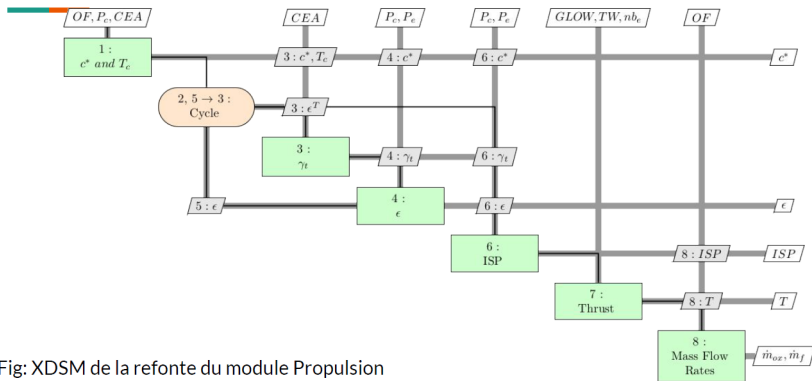 OF, P_c, CEA
CEA
P_c, P_e
P_c, P_e
GLOW, TW, nb_e
OF
1 :
c* and T_c
3 : c*, T_c
4 : c*
6 : c*
c*
2, 5 → 3 :
Cycle
3 : ϵ^T
3 :
γ_t
4 : γ_t
6 : γ_t
5 : ϵ
4 :
ϵ
6 : ϵ
ϵ
6 :
ISP
8 : ISP
ISP
7 :
Thrust
8 : T
T
8 :
Mass Flow
Rates
ṁ_ox, ṁ_f
Fig: XDSM de la refonte du module Propulsion